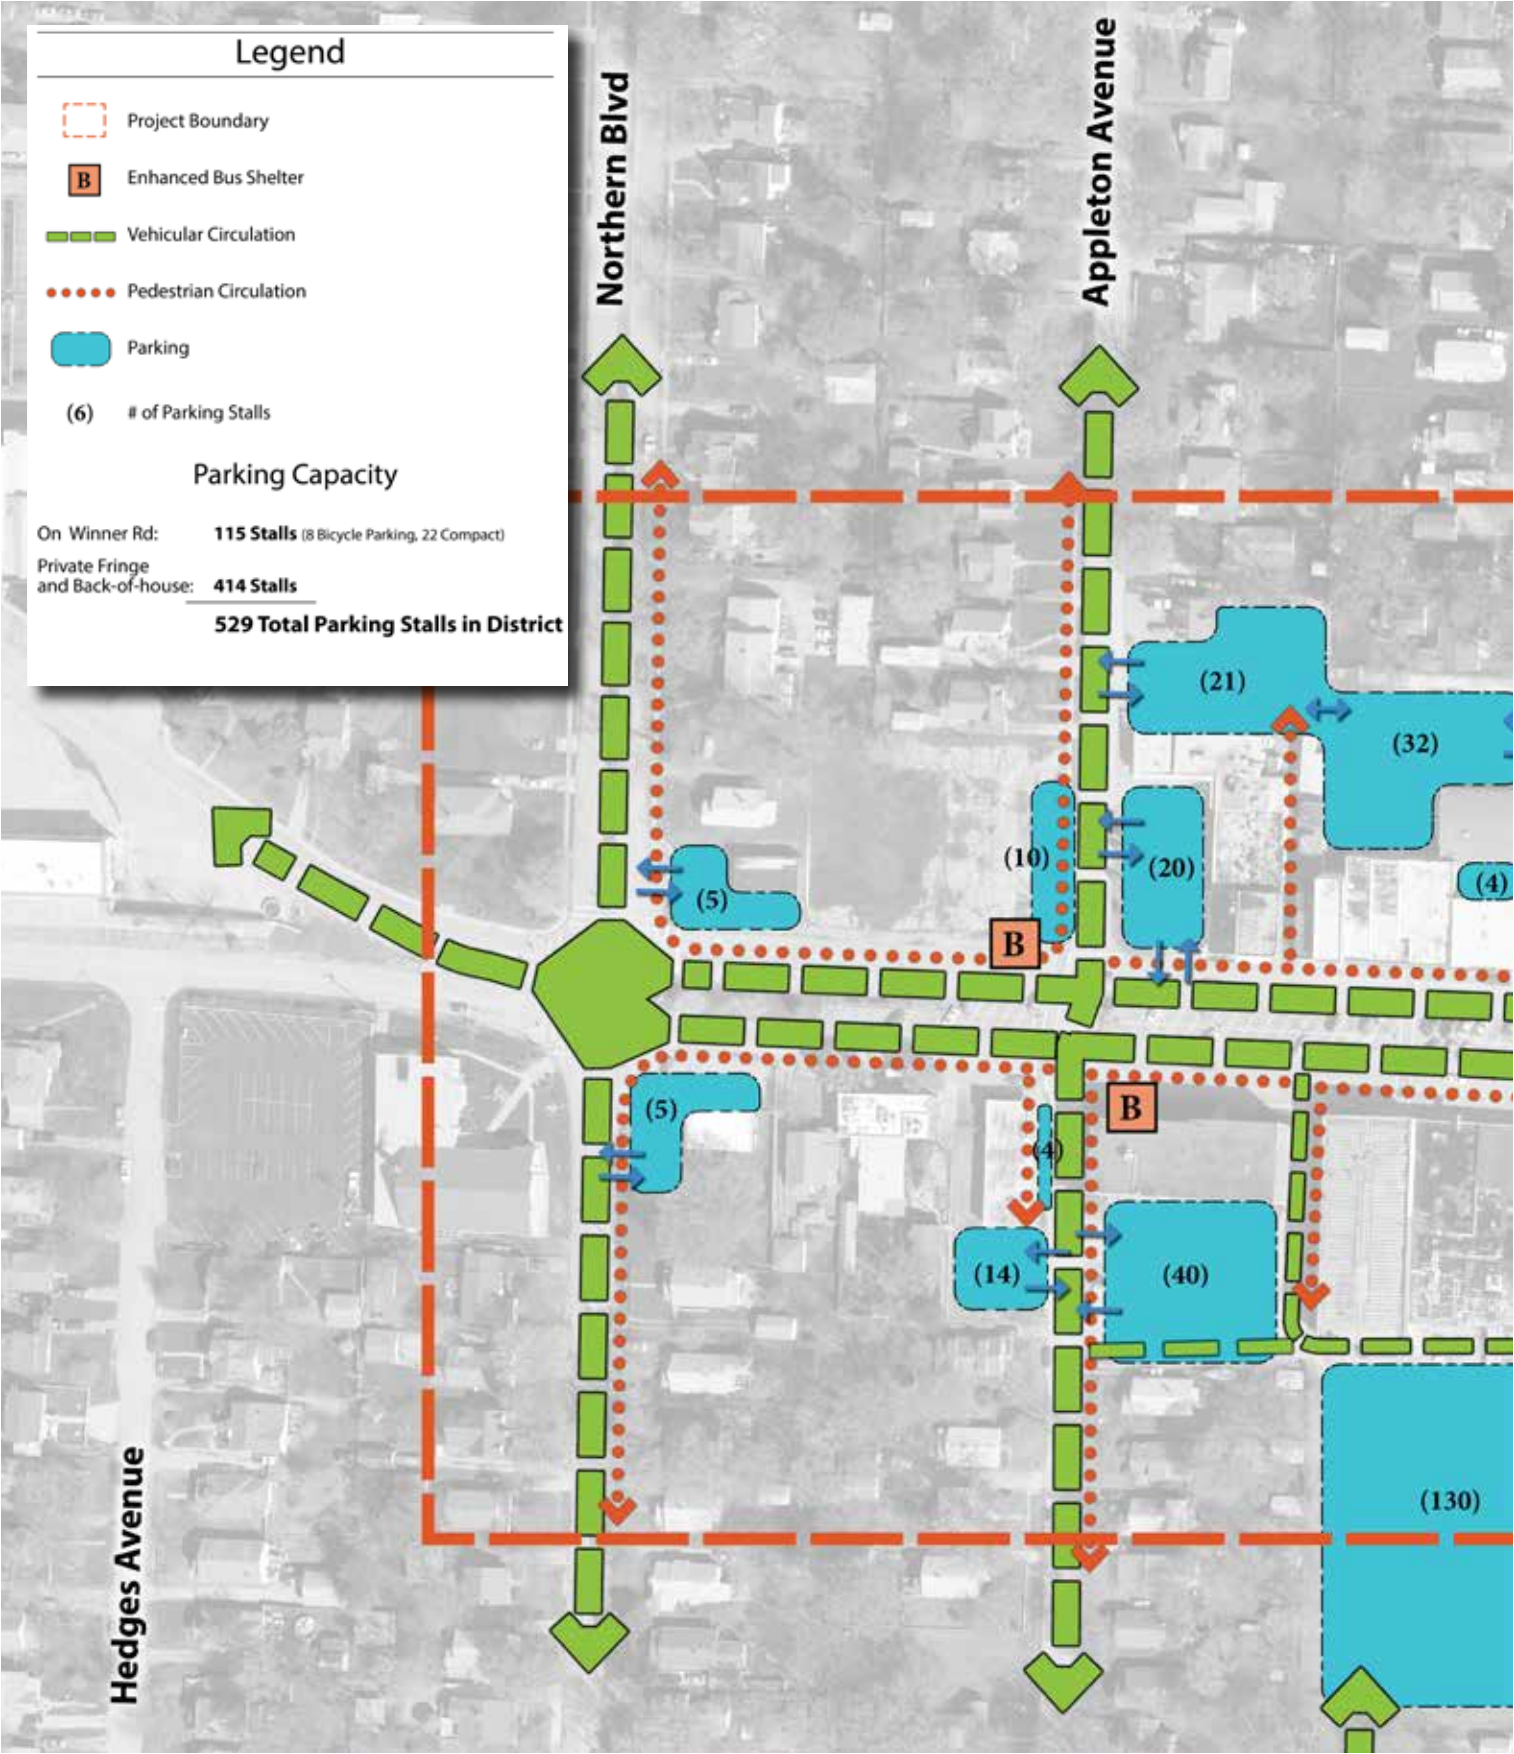 Legend
Project Boundary
B Enhanced Bus Shelter
Vehicular Circulation
Pedestrian Circulation
Parking
(6) # of Parking Stalls
Parking Capacity
On Winner Rd: 115 Stalls (8 Bicycle Parking, 22 Compact)
Private Fringe
and Back-of-house: 414 Stalls
529 Total Parking Stalls in District
Northern Blvd
Appleton Avenue
(21)
(32)
(10)
(20)
(4)
(5)
B
(5)
B
(4)
(14)
(40)
(130)
Hedges Avenue